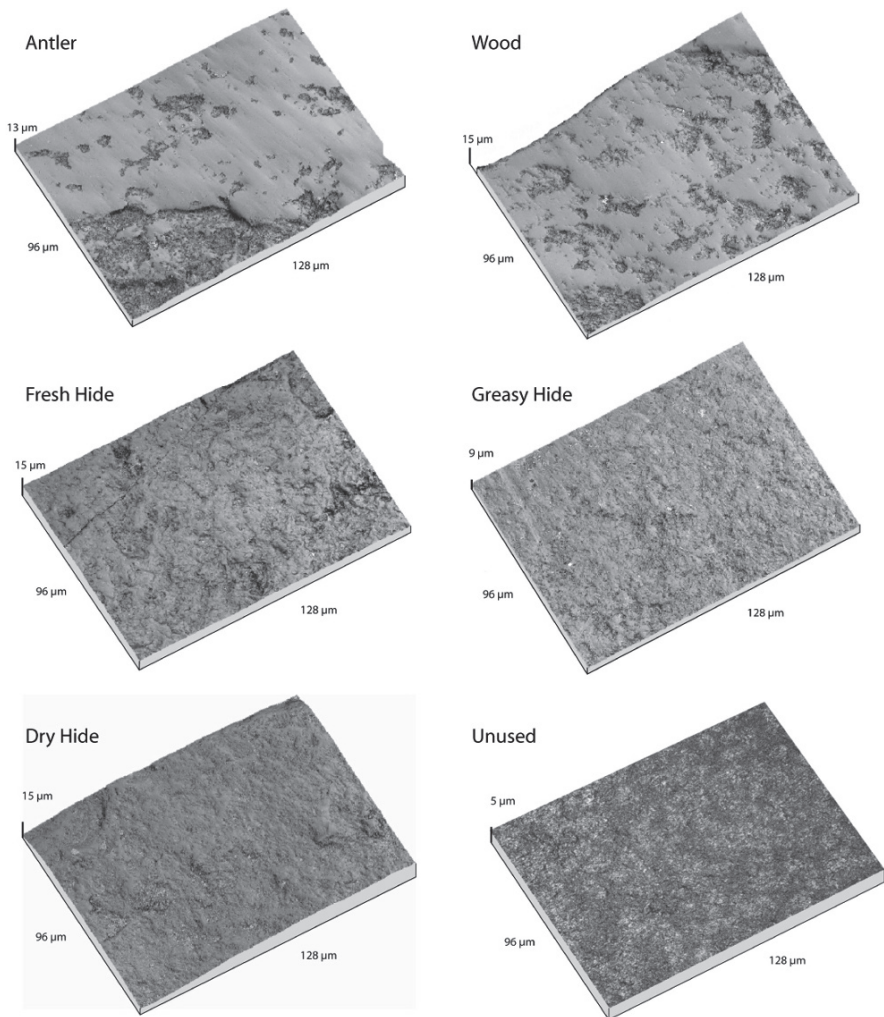 Antler
13 µm
96 µm
128 µm
Wood
15 µm
96 µm
128 µm
Fresh Hide
15 µm
96 µm
128 µm
Greasy Hide
9 µm
96 µm
128 µm
Dry Hide
15 µm
96 µm
128 µm
Unused
5 µm
96 µm
128 µm